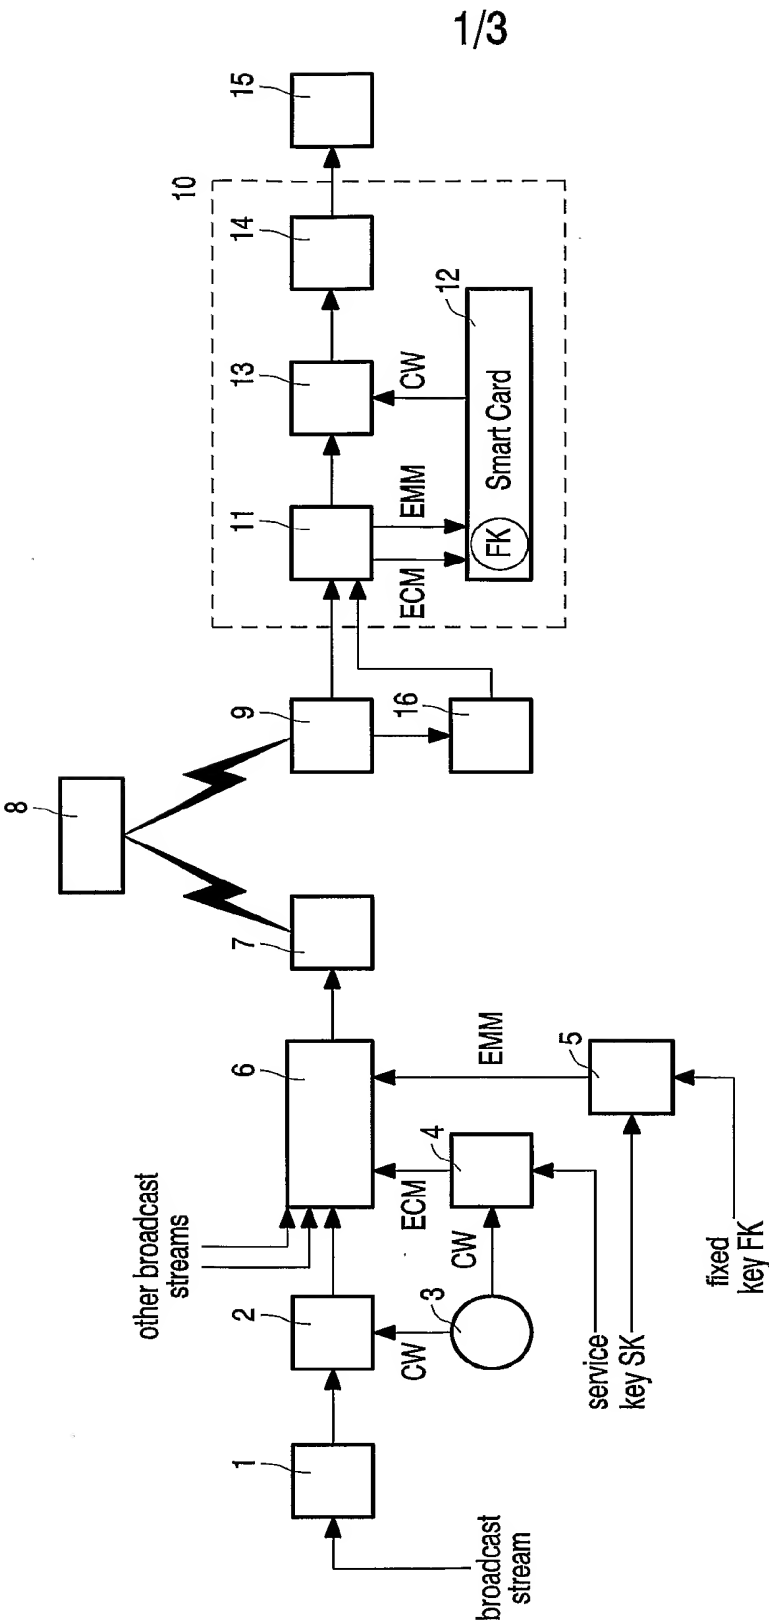 1/3
broadcast
stream
1
2
CW
3
CW
other broadcast
streams
service
key SK
4
ECM
5
EMM
fixed
key FK
6
7
8
9
16
10
11
ECM
EMM
FK
Smart Card
12
13
CW
14
15